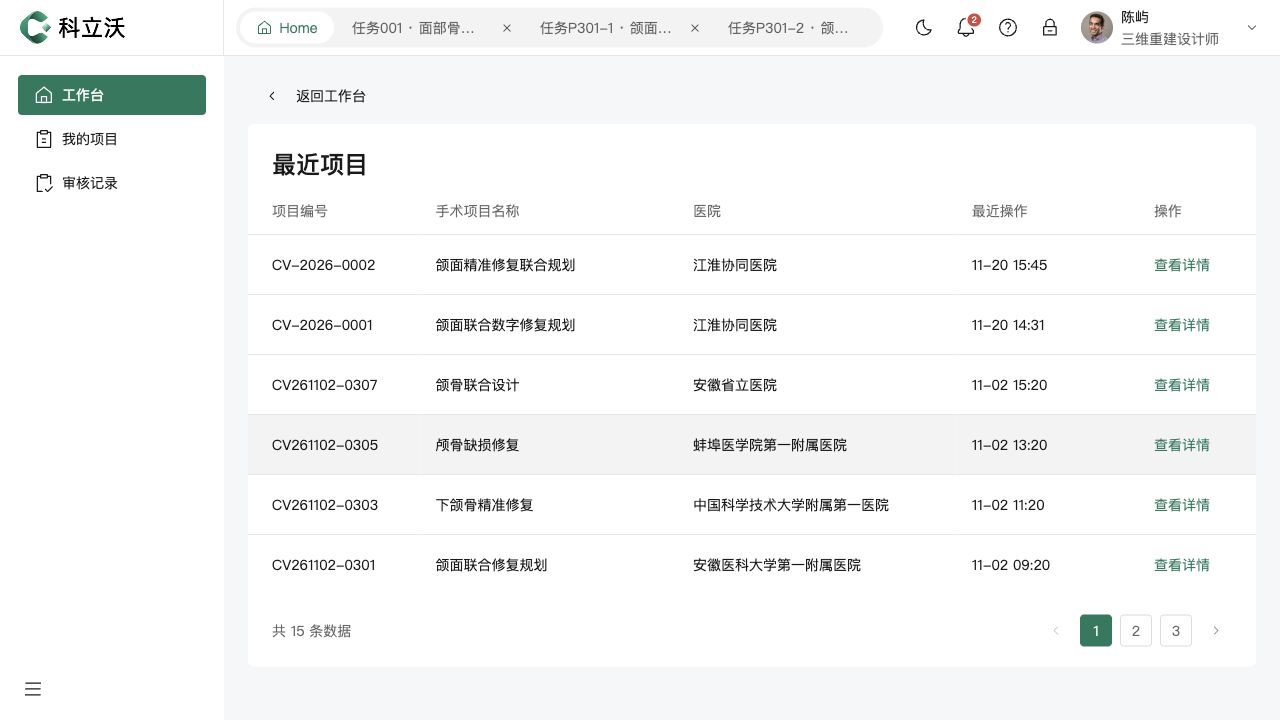 科立沃
Home
任务001 · 面部骨...
任务P301-1 · 颌面...
任务P301-2 · 颌...
2
陈屿
三维重建设计师
工作台
我的项目
审核记录
返回工作台
最近项目
项目编号 手术项目名称 医院 最近操作 操作
CV-2026-0002 颌面精准修复联合规划 江淮协同医院 11-20 15:45 查看详情
CV-2026-0001 颌面联合数字修复规划 江淮协同医院 11-20 14:31 查看详情
CV261102-0307 颌骨联合设计 安徽省立医院 11-02 15:20 查看详情
CV261102-0305 颅骨缺损修复 蚌埠医学院第一附属医院 11-02 13:20 查看详情
CV261102-0303 下颌骨精准修复 中国科学技术大学附属第一医院 11-02 11:20 查看详情
CV261102-0301 颌面联合修复规划 安徽医科大学第一附属医院 11-02 09:20 查看详情
共 15 条数据
1 2 3